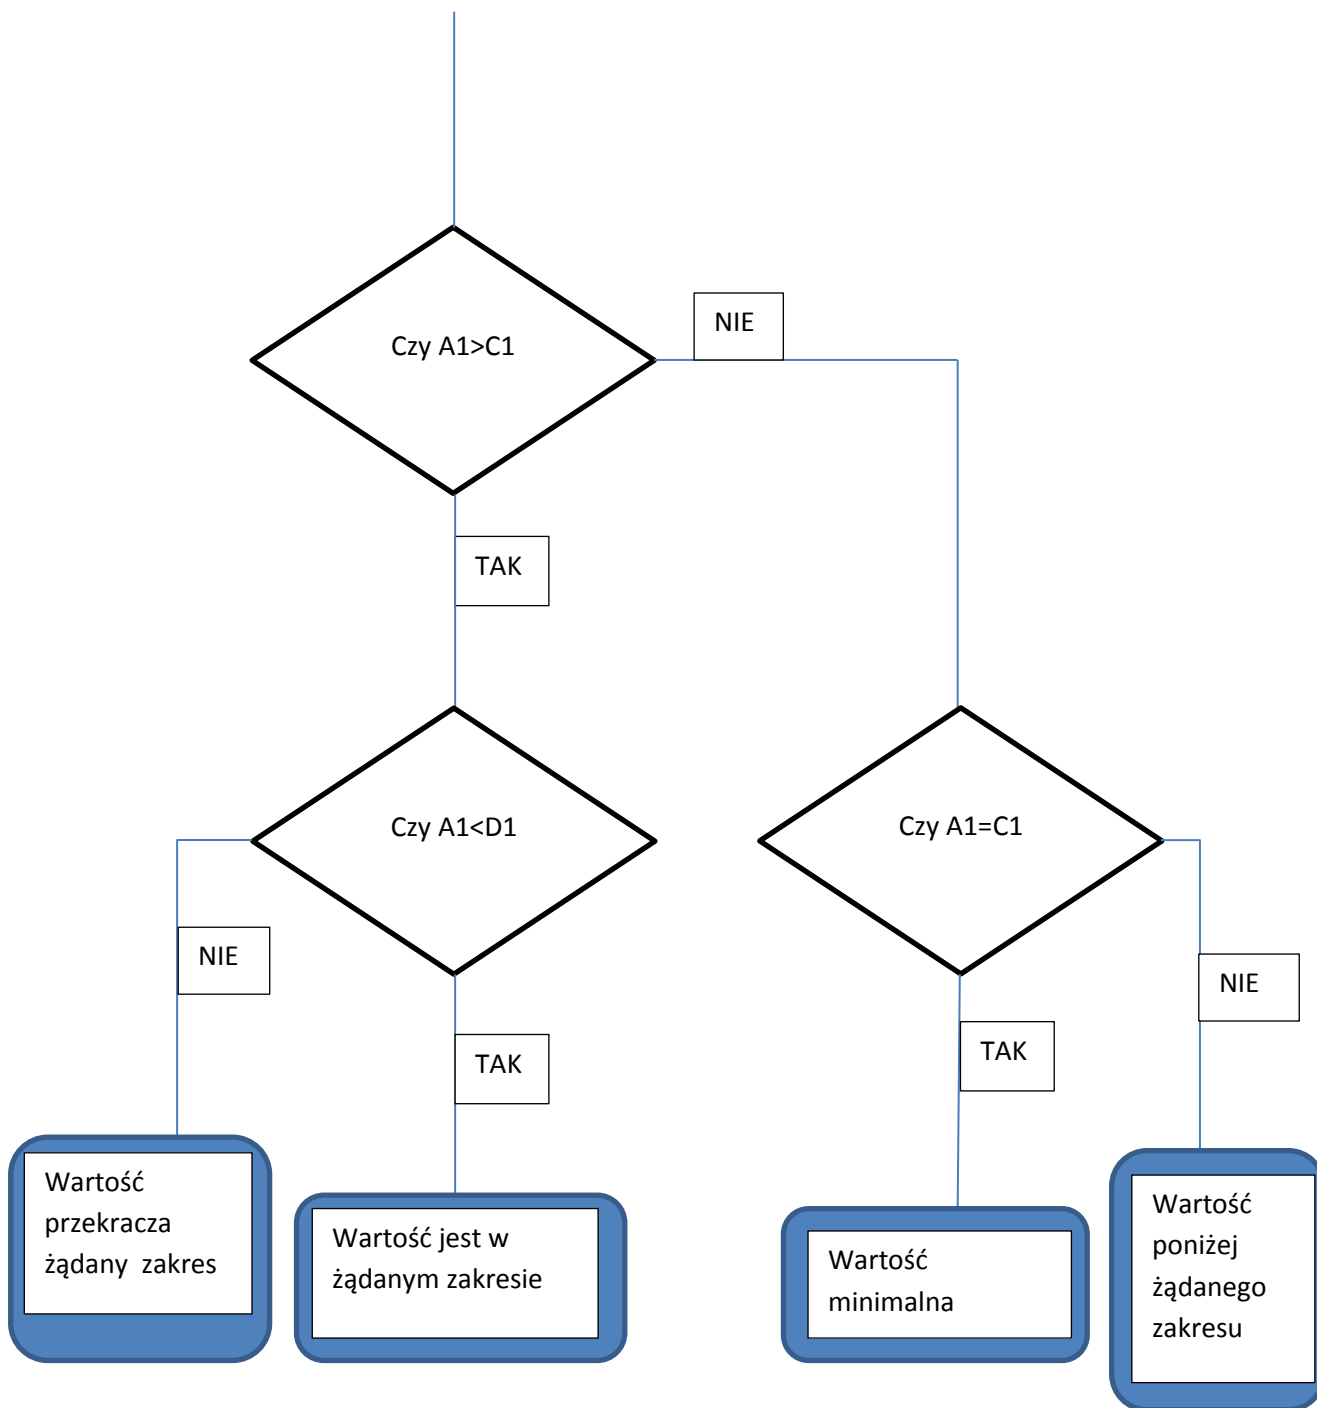 NIE
Czy A1>C1
TAK
Czy A1<D1
Czy A1=C1
NIE
NIE
TAK
TAK
Wartość
przekracza
żądany  zakres
Wartość jest w
żądanym zakresie
Wartość
minimalna
Wartość
poniżej
żądanego
zakresu